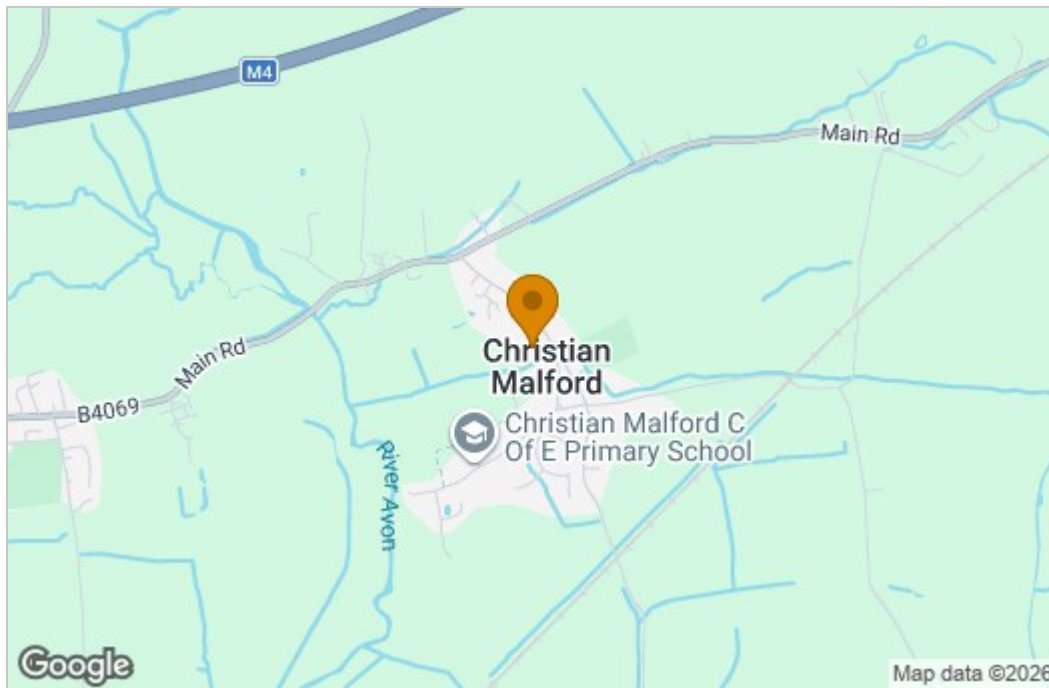 M4
Main Rd
Christian
Malford
Main Rd
B4069
Christian Malford C
Of E Primary School
River Avon
Google
Map data ©2026